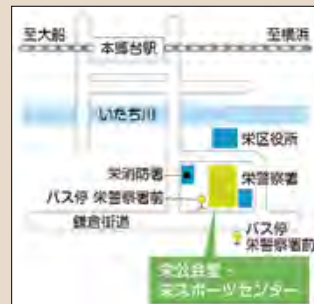 至大船
至横浜
本郷台駅
いたち川
栄区役所
栄消防署
栄警察署
バス停 栄警察署前
鎌倉街道
バス停
栄警察署前
栄公会堂・
栄スポーツセンター